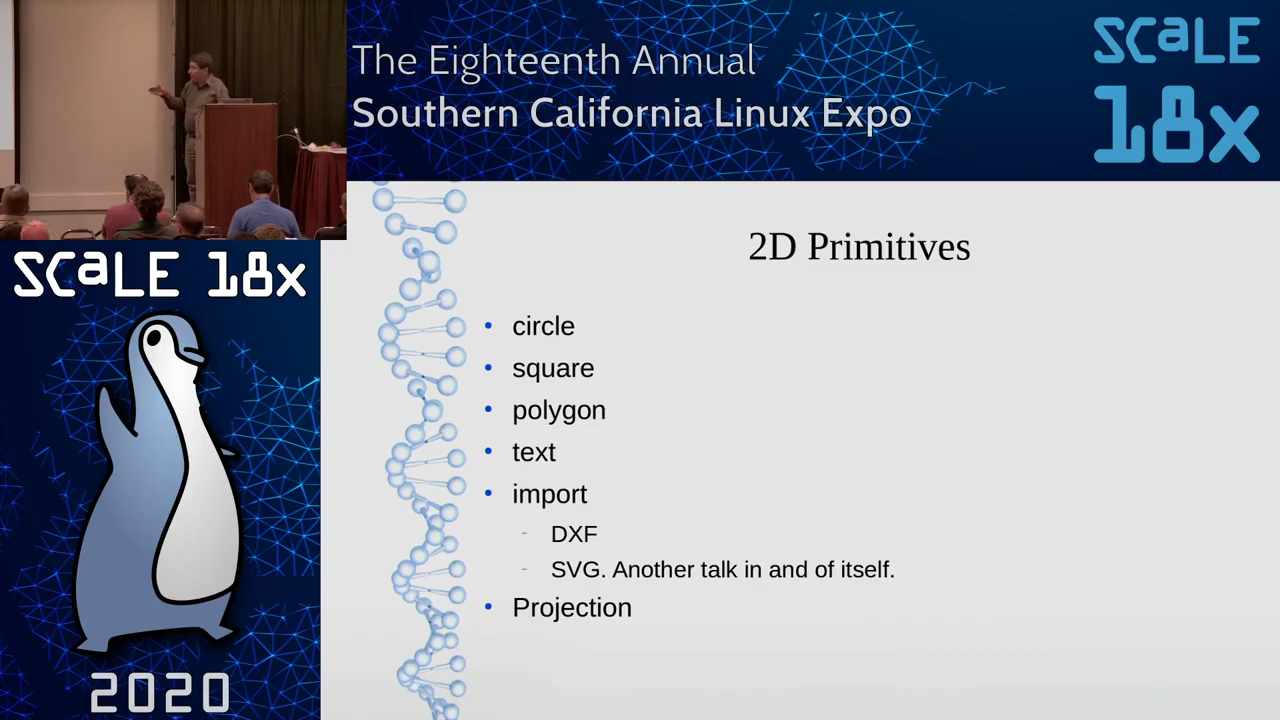 The Eighteenth Annual
Southern California Linux Expo
SCaLE
18x
SCaLE 18x
2020
2D Primitives
• circle
• square
• polygon
• text
• import
- DXF
- SVG. Another talk in and of itself.
• Projection